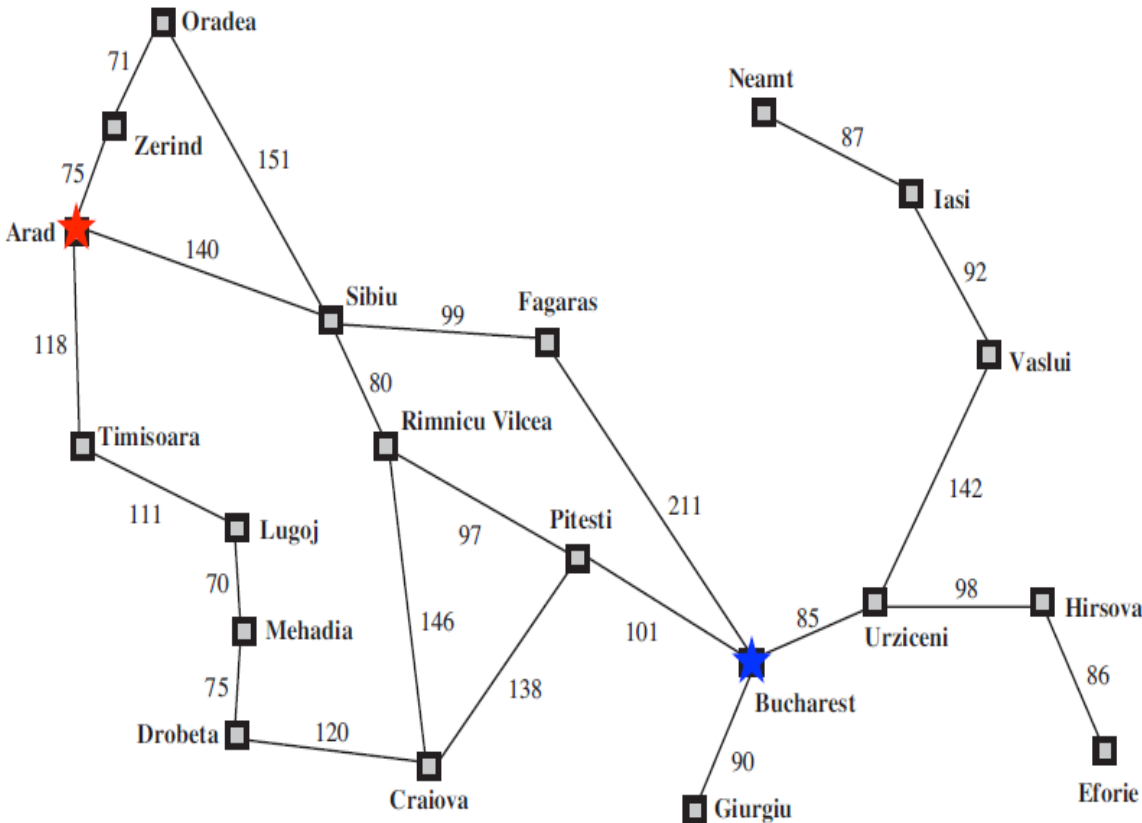 Oradea
71
Neamt
Zerind
87
151
75
Iasi
Arad
140
92
Sibiu
Fagaras
99
118
Vaslui
80
Timisoara
Rimnicu Vilcea
142
211
111
Lugoj
Pitesti
97
70
98
Hirsova
85
Mehadia
146
101
Urziceni
86
75
138
Bucharest
Drobeta
120
90
Eforie
Craiova
Giurgiu